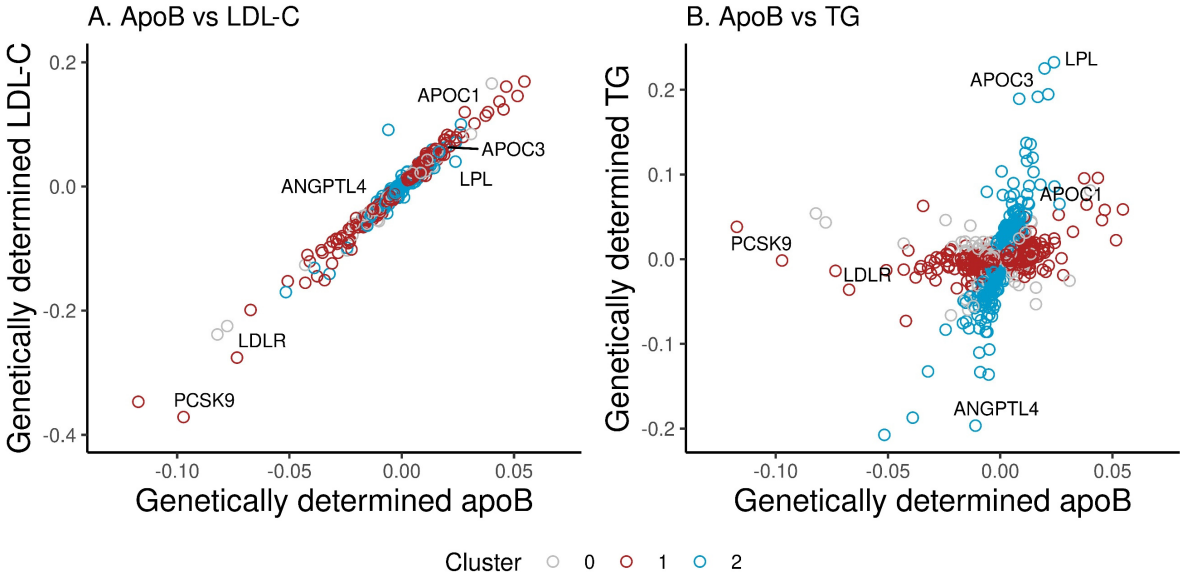 A. ApoB vs LDL-C
Genetically determined LDL-C
0.2
0.0
-0.2
-0.4
APOC1
APOC3
LPL
ANGPTL4
LDLR
PCSK9
-0.10 -0.05 0.00 0.05
Genetically determined apoB
B. ApoB vs TG
Genetically determined TG
0.2
0.1
0.0
-0.1
-0.2
LPL
APOC3
APOC1
PCSK9
LDLR
ANGPTL4
-0.10 -0.05 0.00 0.05
Genetically determined apoB
Cluster 0 1 2